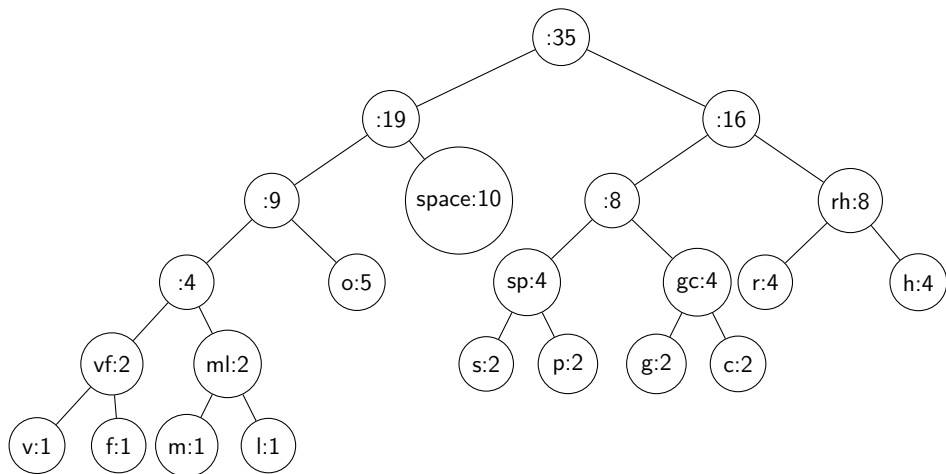 :35
:19 :16
:9 space:10 :8 rh:8
:4 o:5 sp:4 gc:4 r:4 h:4
vf:2 ml:2 s:2 p:2 g:2 c:2
v:1 f:1 m:1 l:1